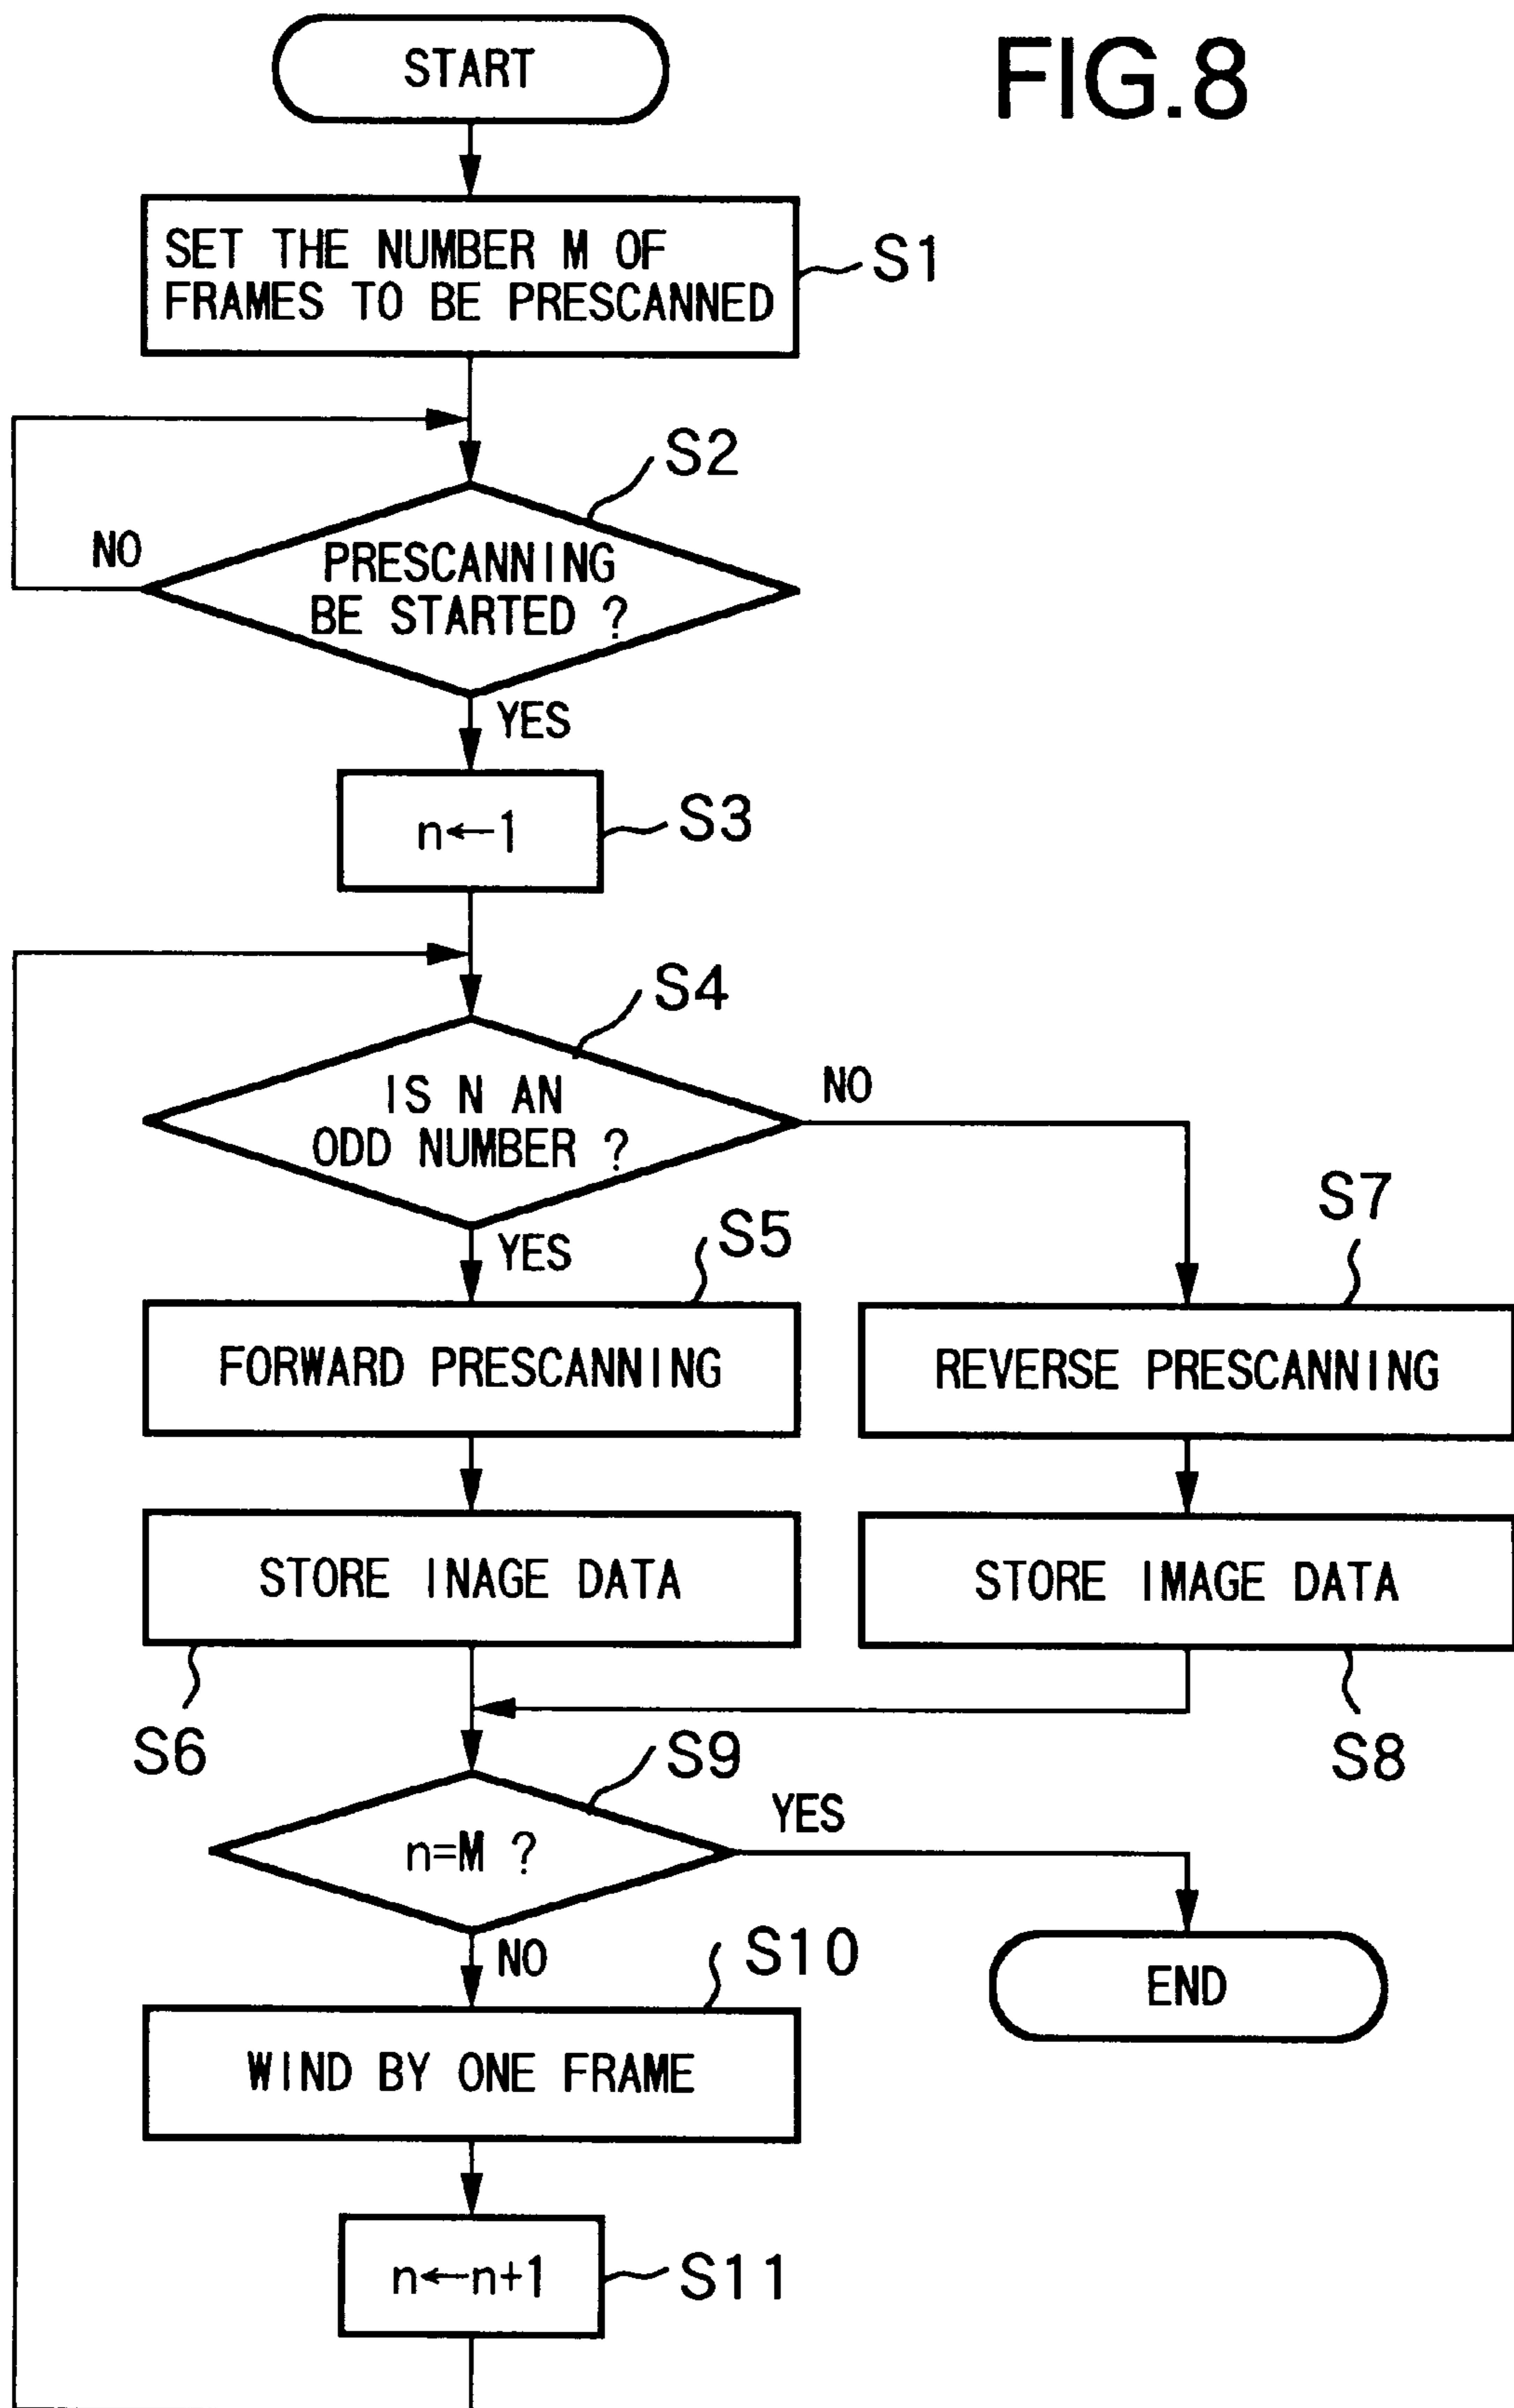 START
FIG.8
SET THE NUMBER M OF
FRAMES TO BE PRESCANNED
S1
S2
NO
PRESCANNING
BE STARTED ?
YES
n←1
S3
S4
IS N AN
ODD NUMBER ?
NO
YES
S5
S7
FORWARD PRESCANNING
REVERSE PRESCANNING
STORE INAGE DATA
STORE IMAGE DATA
S6
S8
S9
n=M ?
YES
NO
S10
END
WIND BY ONE FRAME
n←n+1
S11